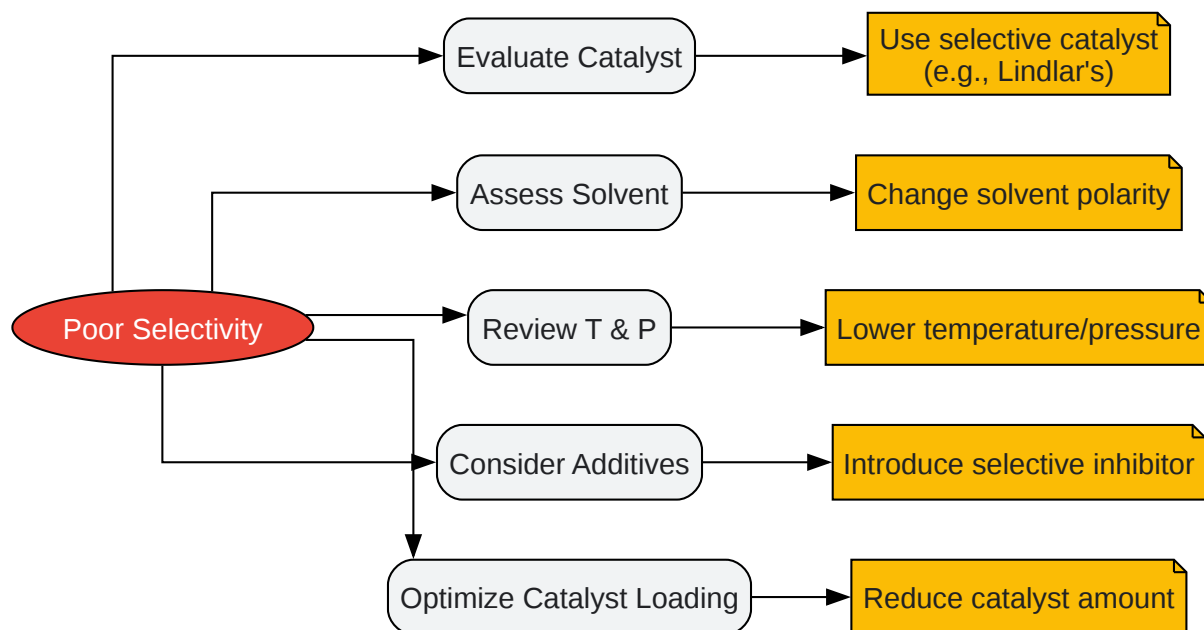 Evaluate Catalyst
Use selective catalyst
(e.g., Lindlar's)
Assess Solvent
Change solvent polarity
Poor Selectivity
Review T & P
Lower temperature/pressure
Consider Additives
Introduce selective inhibitor
Optimize Catalyst Loading
Reduce catalyst amount